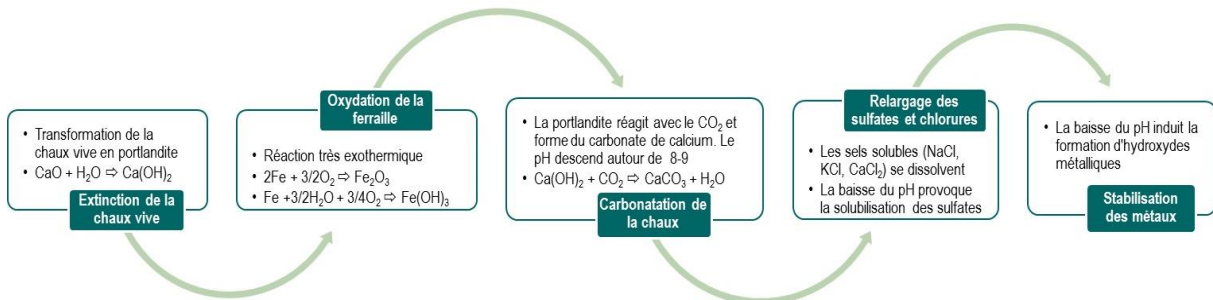 • Transformation de la
chaux vive en portlandite
• CaO + H₂O ⇨ Ca(OH)₂
Extinction de la
chaux vive
Oxydation de la
ferraille
• Réaction très exothermique
• 2Fe + 3/2O₂ ⇨ Fe₂O₃
• Fe +3/2H₂O + 3/4O₂ ⇨ Fe(OH)₃
• La portlandite réagit avec le CO₂ et
forme du carbonate de calcium. Le
pH descend autour de 8-9
• Ca(OH)₂ + CO₂ ⇨ CaCO₃ + H₂O
Carbonatation de
la chaux
Relargage des
sulfates et chlorures
• Les sels solubles (NaCl,
KCl, CaCl₂) se dissolvent
• La baisse du pH provoque
la solubilisation des sulfates
• La baisse du pH induit la
formation d'hydroxydes
métalliques
Stabilisation
des métaux